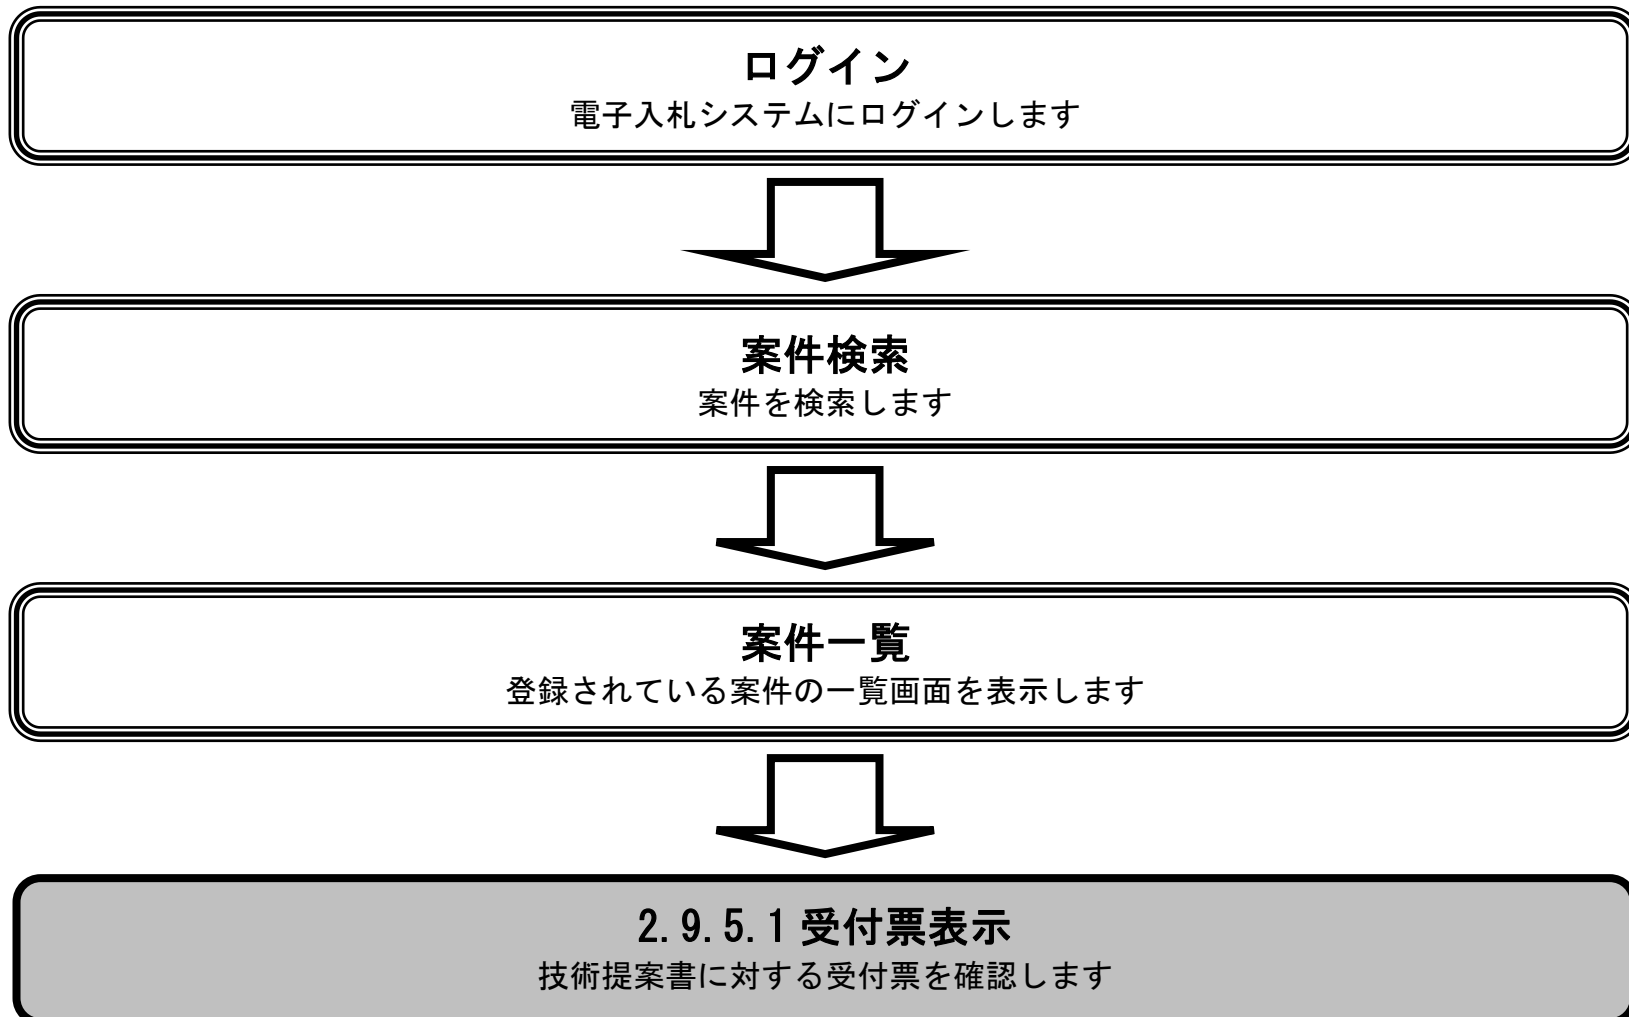 ログイン
電子入札システムにログインします
案件検索
案件を検索します
案件一覧
登録されている案件の一覧画面を表示します
2.9.5.1 受付票表示
技術提案書に対する受付票を確認します